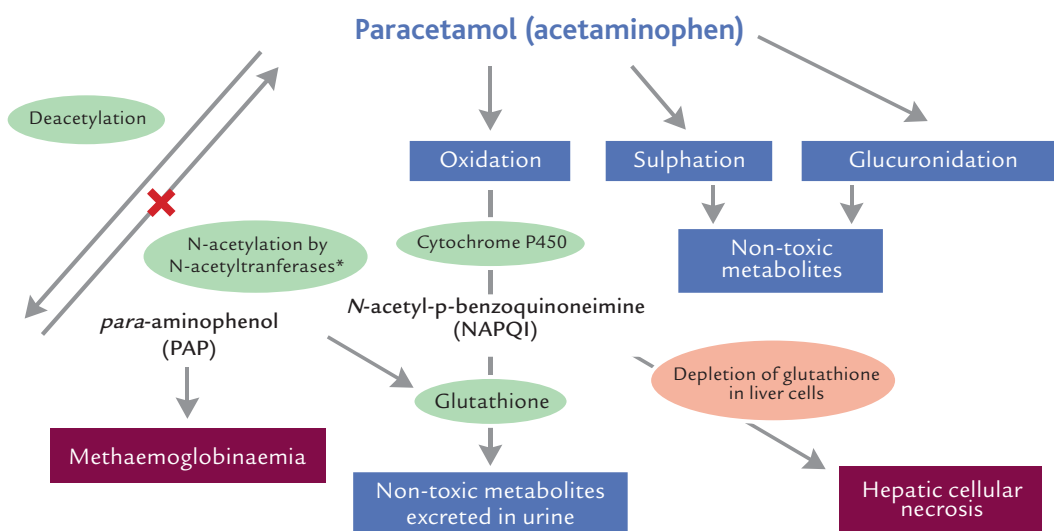 Paracetamol (acetaminophen)
Deacetylation
Oxidation
Sulphation
Glucuronidation
N-acetylation by
N-acetyltranferases*
Cytochrome P450
Non-toxic
metabolites
para-aminophenol
(PAP)
N-acetyl-p-benzoquinoneimine
(NAPQI)
Depletion of glutathione
in liver cells
Glutathione
Methaemoglobinaemia
Non-toxic metabolites
excreted in urine
Hepatic cellular
necrosis